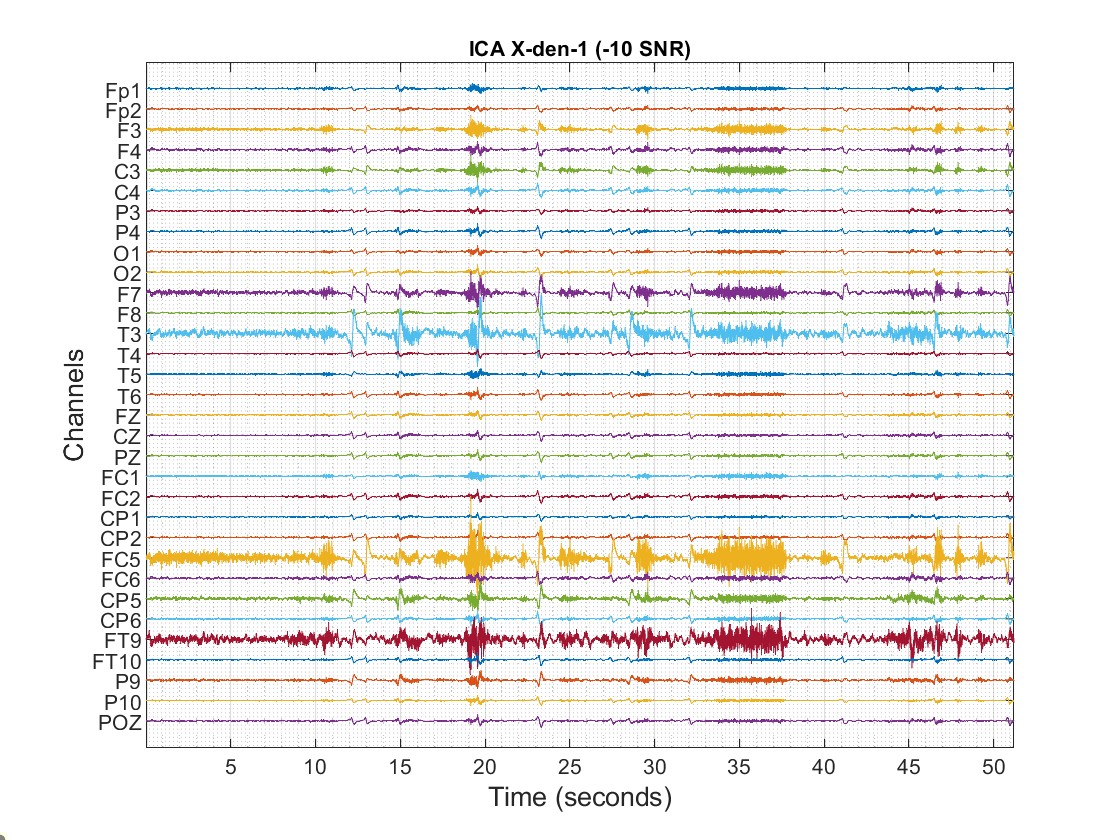 ICA X-den-1 (-10 SNR)
Channels
Fp1
Fp2
F3
F4
C3
C4
P3
P4
O1
O2
F7
F8
T3
T4
T5
T6
FZ
CZ
PZ
FC1
FC2
CP1
CP2
FC5
FC6
CP5
CP6
FT9
FT10
P9
P10
POZ
5 10 15 20 25 30 35 40 45 50
Time (seconds)